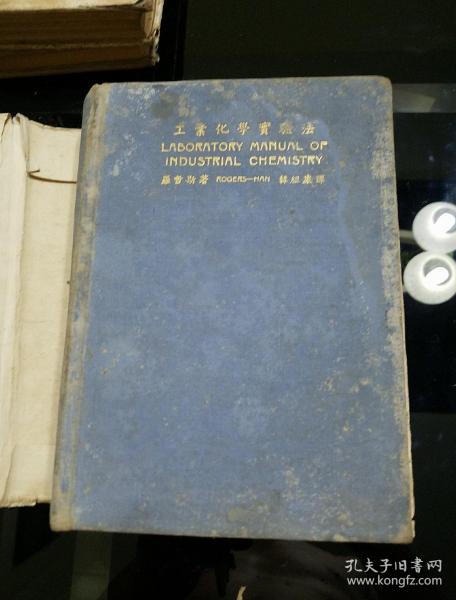 工業化學實驗法
LABORATORY MANUAL OF
INDUSTRIAL CHEMISTRY
羅哲斯著 ROGERS—HAN 韓組康譯
孔夫子旧书网
www.kongfz.com